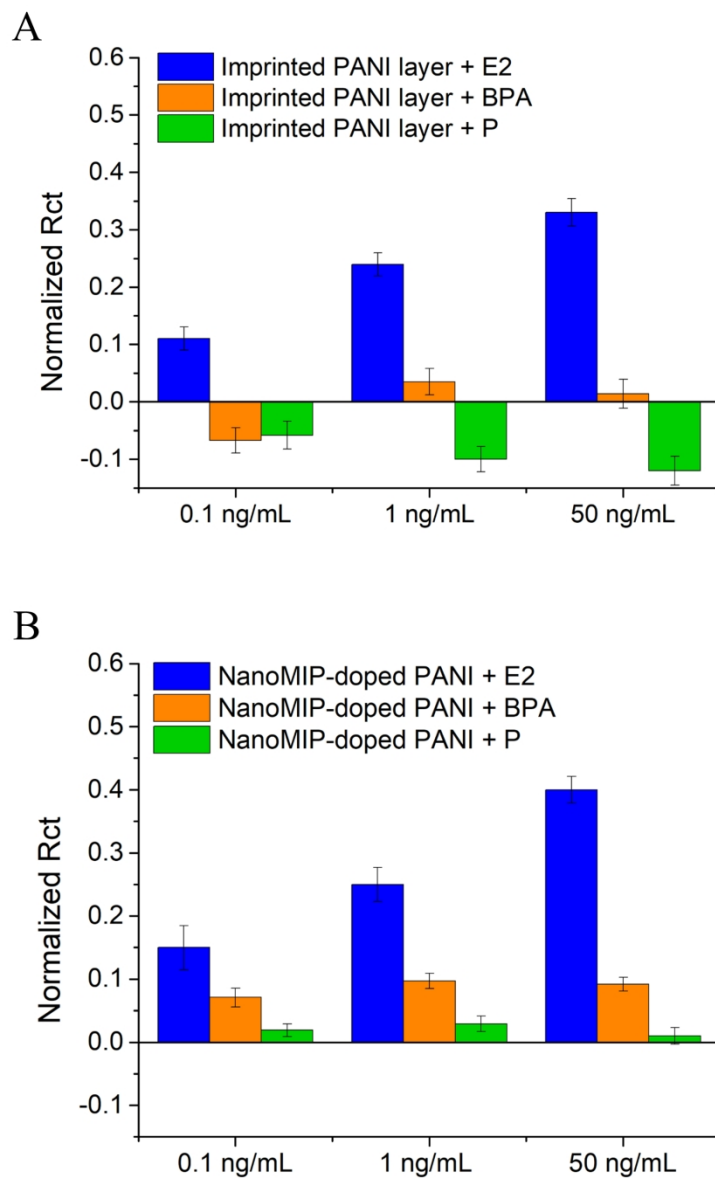 A
Imprinted PANI layer + E2
Imprinted PANI layer + BPA
Imprinted PANI layer + P
Normalized Rct
0.6
0.5
0.4
0.3
0.2
0.1
0.0
-0.1
0.1 ng/mL 1 ng/mL 50 ng/mL
B
NanoMIP-doped PANI + E2
NanoMIP-doped PANI + BPA
NanoMIP-doped PANI + P
Normalized Rct
0.6
0.5
0.4
0.3
0.2
0.1
0.0
-0.1
0.1 ng/mL 1 ng/mL 50 ng/mL